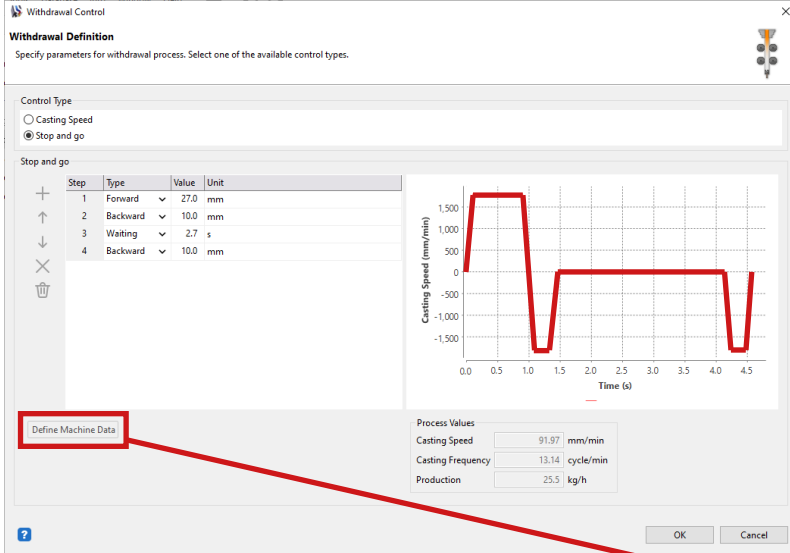 Withdrawal Control
Withdrawal Definition
Specify parameters for withdrawal process. Select one of the available control types.
Control Type
Casting Speed
Stop and go
Stop and go
Step Type Value Unit
1 Forward 27.0 mm
2 Backward 10.0 mm
3 Waiting 2.7 s
4 Backward 10.0 mm
Casting Speed (mm/min)
1,500
1,000
500
0
-500
-1,000
-1,500
0.0 0.5 1.0 1.5 2.0 2.5 3.0 3.5 4.0 4.5
Time (s)
Define Machine Data
Process Values
Casting Speed 91.97 mm/min
Casting Frequency 13.14 cycle/min
Production 25.5 kg/h
?
OK Cancel